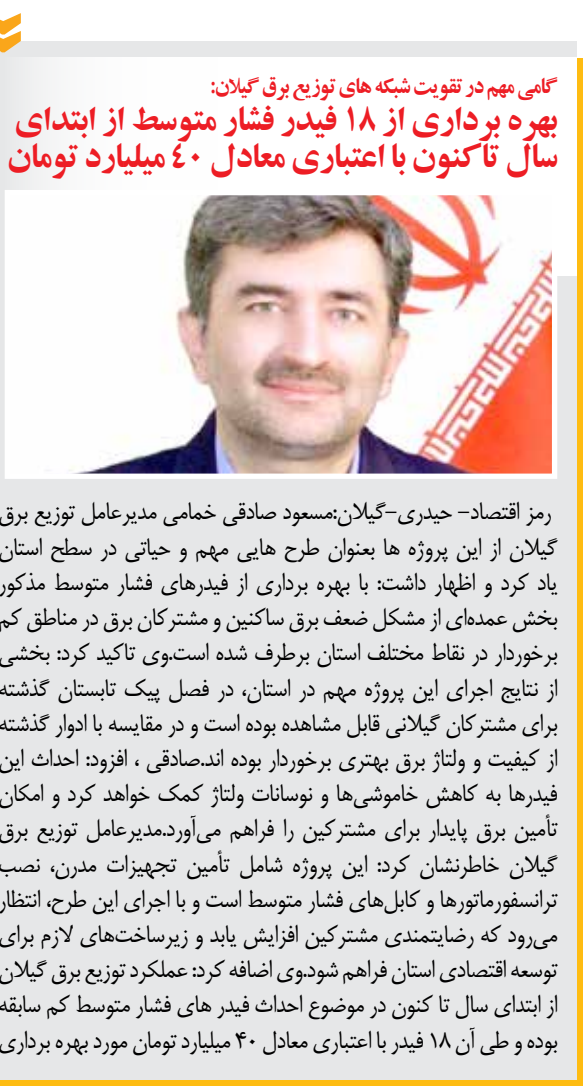 گامی مهم در تقویت شبکه های توزیع برق گیلان:
بهره برداری از ۱۸ فیدر فشار متوسط از ابتدای
سال تاکنون با اعتباری معادل ٤٠ میلیارد تومان
رمز اقتصاد- حیدری-گیلان:مسعود صادقی خمامی مدیرعامل توزیع برق
گیلان از این پروژه ها بعنوان طرح هایی مهم و حیاتی در سطح استان
یاد کرد و اظهار داشت: با بهره برداری از فیدرهای فشار متوسط مذکور
بخش عمده‌ای از مشکل ضعف برق ساکنین و مشترکان برق در مناطق کم
برخوردار در نقاط مختلف استان برطرف شده است.وی تاکید کرد: بخشی
از نتایج اجرای این پروژه مهم در استان، در فصل پیک تابستان گذشته
برای مشترکان گیلانی قابل مشاهده بوده است و در مقایسه با ادوار گذشته
از کیفیت و ولتاژ برق بهتری برخوردار بوده اند.صادقی ، افزود: احداث این
فیدرها به کاهش خاموشی‌ها و نوسانات ولتاژ کمک خواهد کرد و امکان
تأمین برق پایدار برای مشترکین را فراهم می‌آورد.مدیرعامل توزیع برق
گیلان خاطرنشان کرد: این پروژه شامل تأمین تجهیزات مدرن، نصب
ترانسفورماتورها و کابل‌های فشار متوسط است و با اجرای این طرح، انتظار
می‌رود که رضایتمندی مشترکین افزایش یابد و زیرساخت‌های لازم برای
توسعه اقتصادی استان فراهم شود.وی اضافه کرد: عملکرد توزیع برق گیلان
از ابتدای سال تا کنون در موضوع احداث فیدر های فشار متوسط کم سابقه
بوده و طی آن ۱۸ فیدر با اعتباری معادل ۴۰ میلیارد تومان مورد بهره برداری